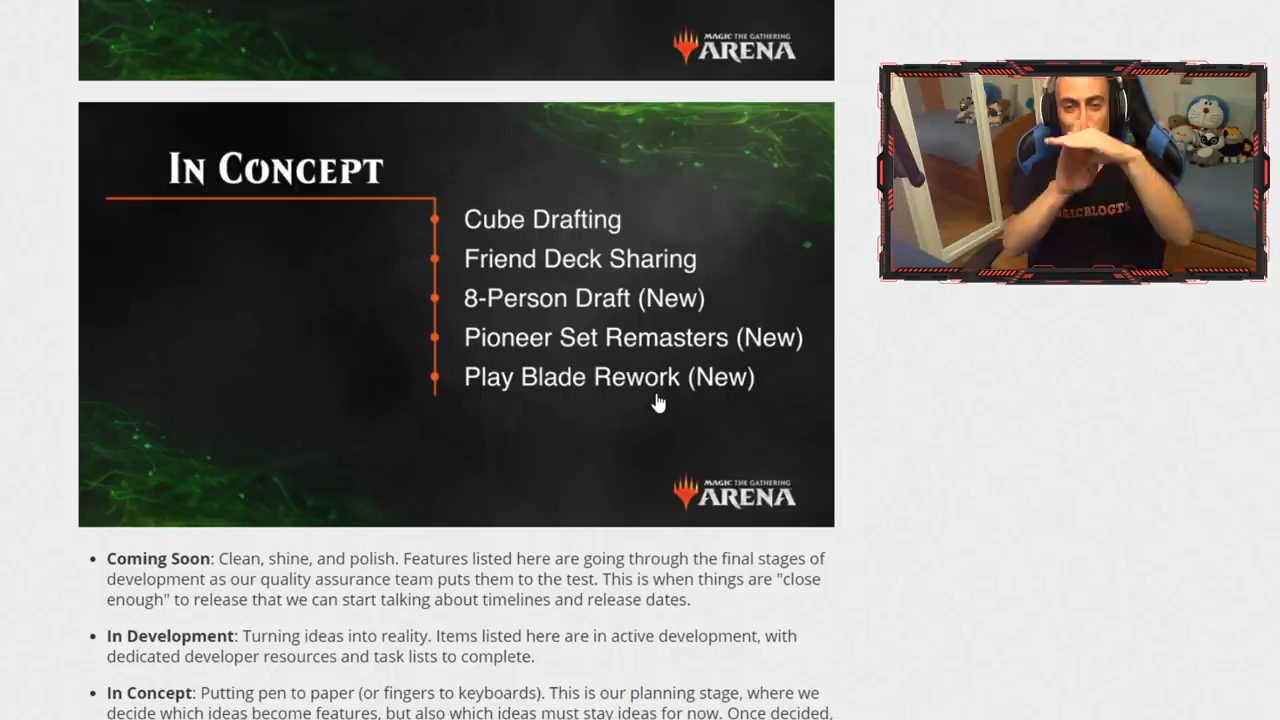 MAGIC THE GATHERING
ARENA
IN CONCEPT
Cube Drafting
Friend Deck Sharing
8-Person Draft (New)
Pioneer Set Remasters (New)
Play Blade Rework (New)
MAGIC THE GATHERING
ARENA
• Coming Soon: Clean, shine, and polish. Features listed here are going through the final stages of
development as our quality assurance team puts them to the test. This is when things are "close
enough" to release that we can start talking about timelines and release dates.
• In Development: Turning ideas into reality. Items listed here are in active development, with
dedicated developer resources and task lists to complete.
• In Concept: Putting pen to paper (or fingers to keyboards). This is our planning stage, where we
decide which ideas become features, but also which ideas must stay ideas for now. Once decided,